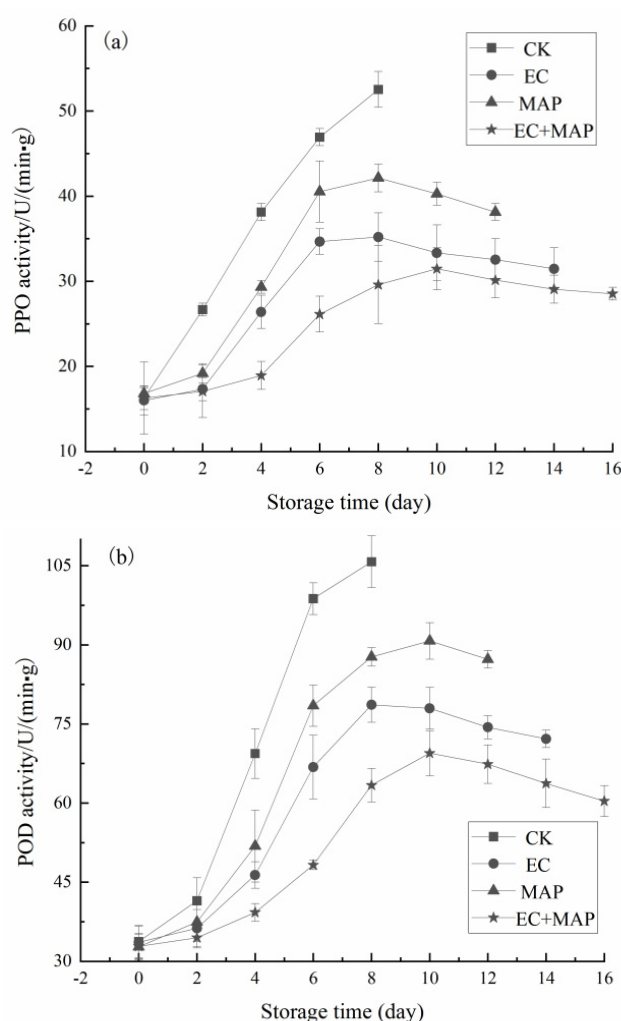 (a)
60
50
40
30
20
10
PPO activity/U/(min•g)
CK
EC
MAP
EC+MAP
-2 0 2 4 6 8 10 12 14 16
Storage time (day)
(b)
105
90
75
60
45
30
POD activity/U/(min•g)
CK
EC
MAP
EC+MAP
-2 0 2 4 6 8 10 12 14 16
Storage time (day)